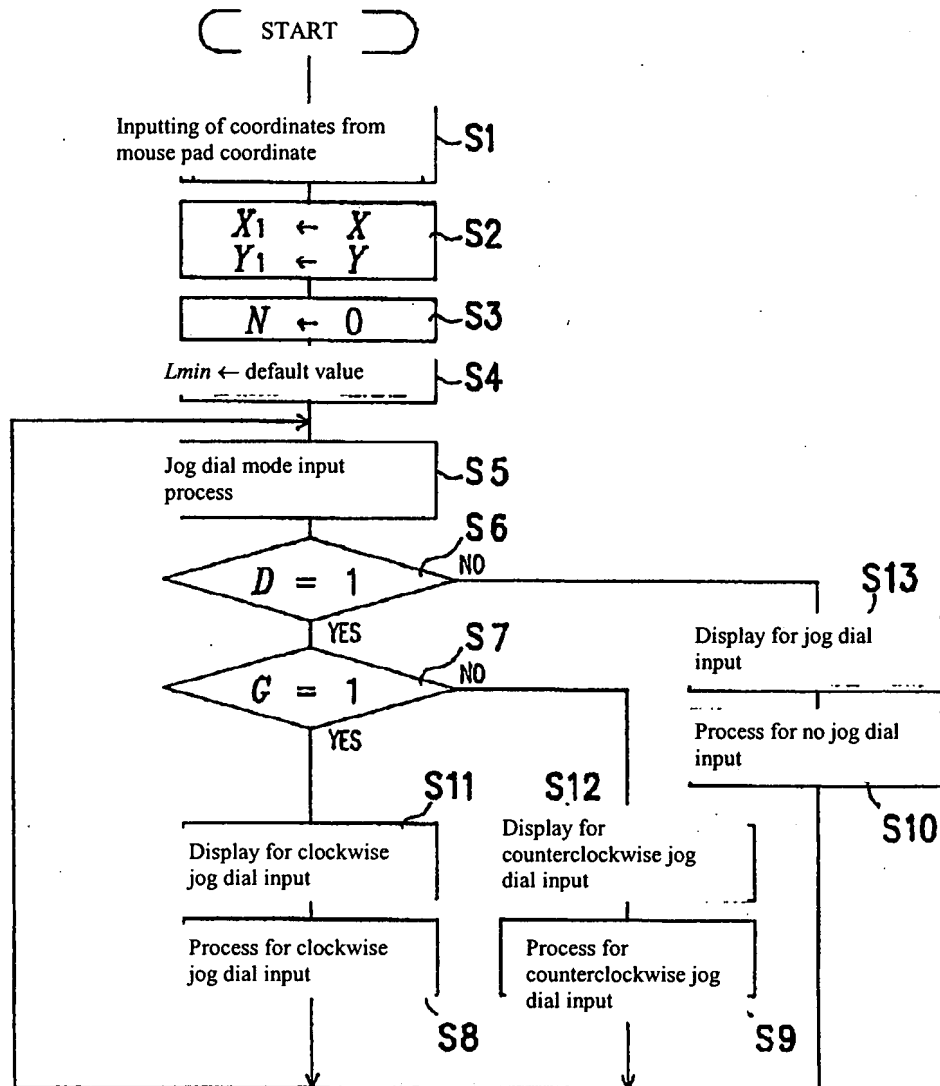 START
Inputting of coordinates from
mouse pad coordinate
S1
X1 ← X
Y1 ← Y
S2
N ← 0
S3
Lmin ← default value
S4
Jog dial mode input
process
S5
S6
D = 1
NO
YES
S7
G = 1
NO
YES
S13
Display for jog dial
input
Process for no jog dial
input
S10
S11
Display for clockwise
jog dial input
S12
Display for
counterclockwise jog
dial input
Process for clockwise
jog dial input
S8
Process for
counterclockwise jog
dial input
S9